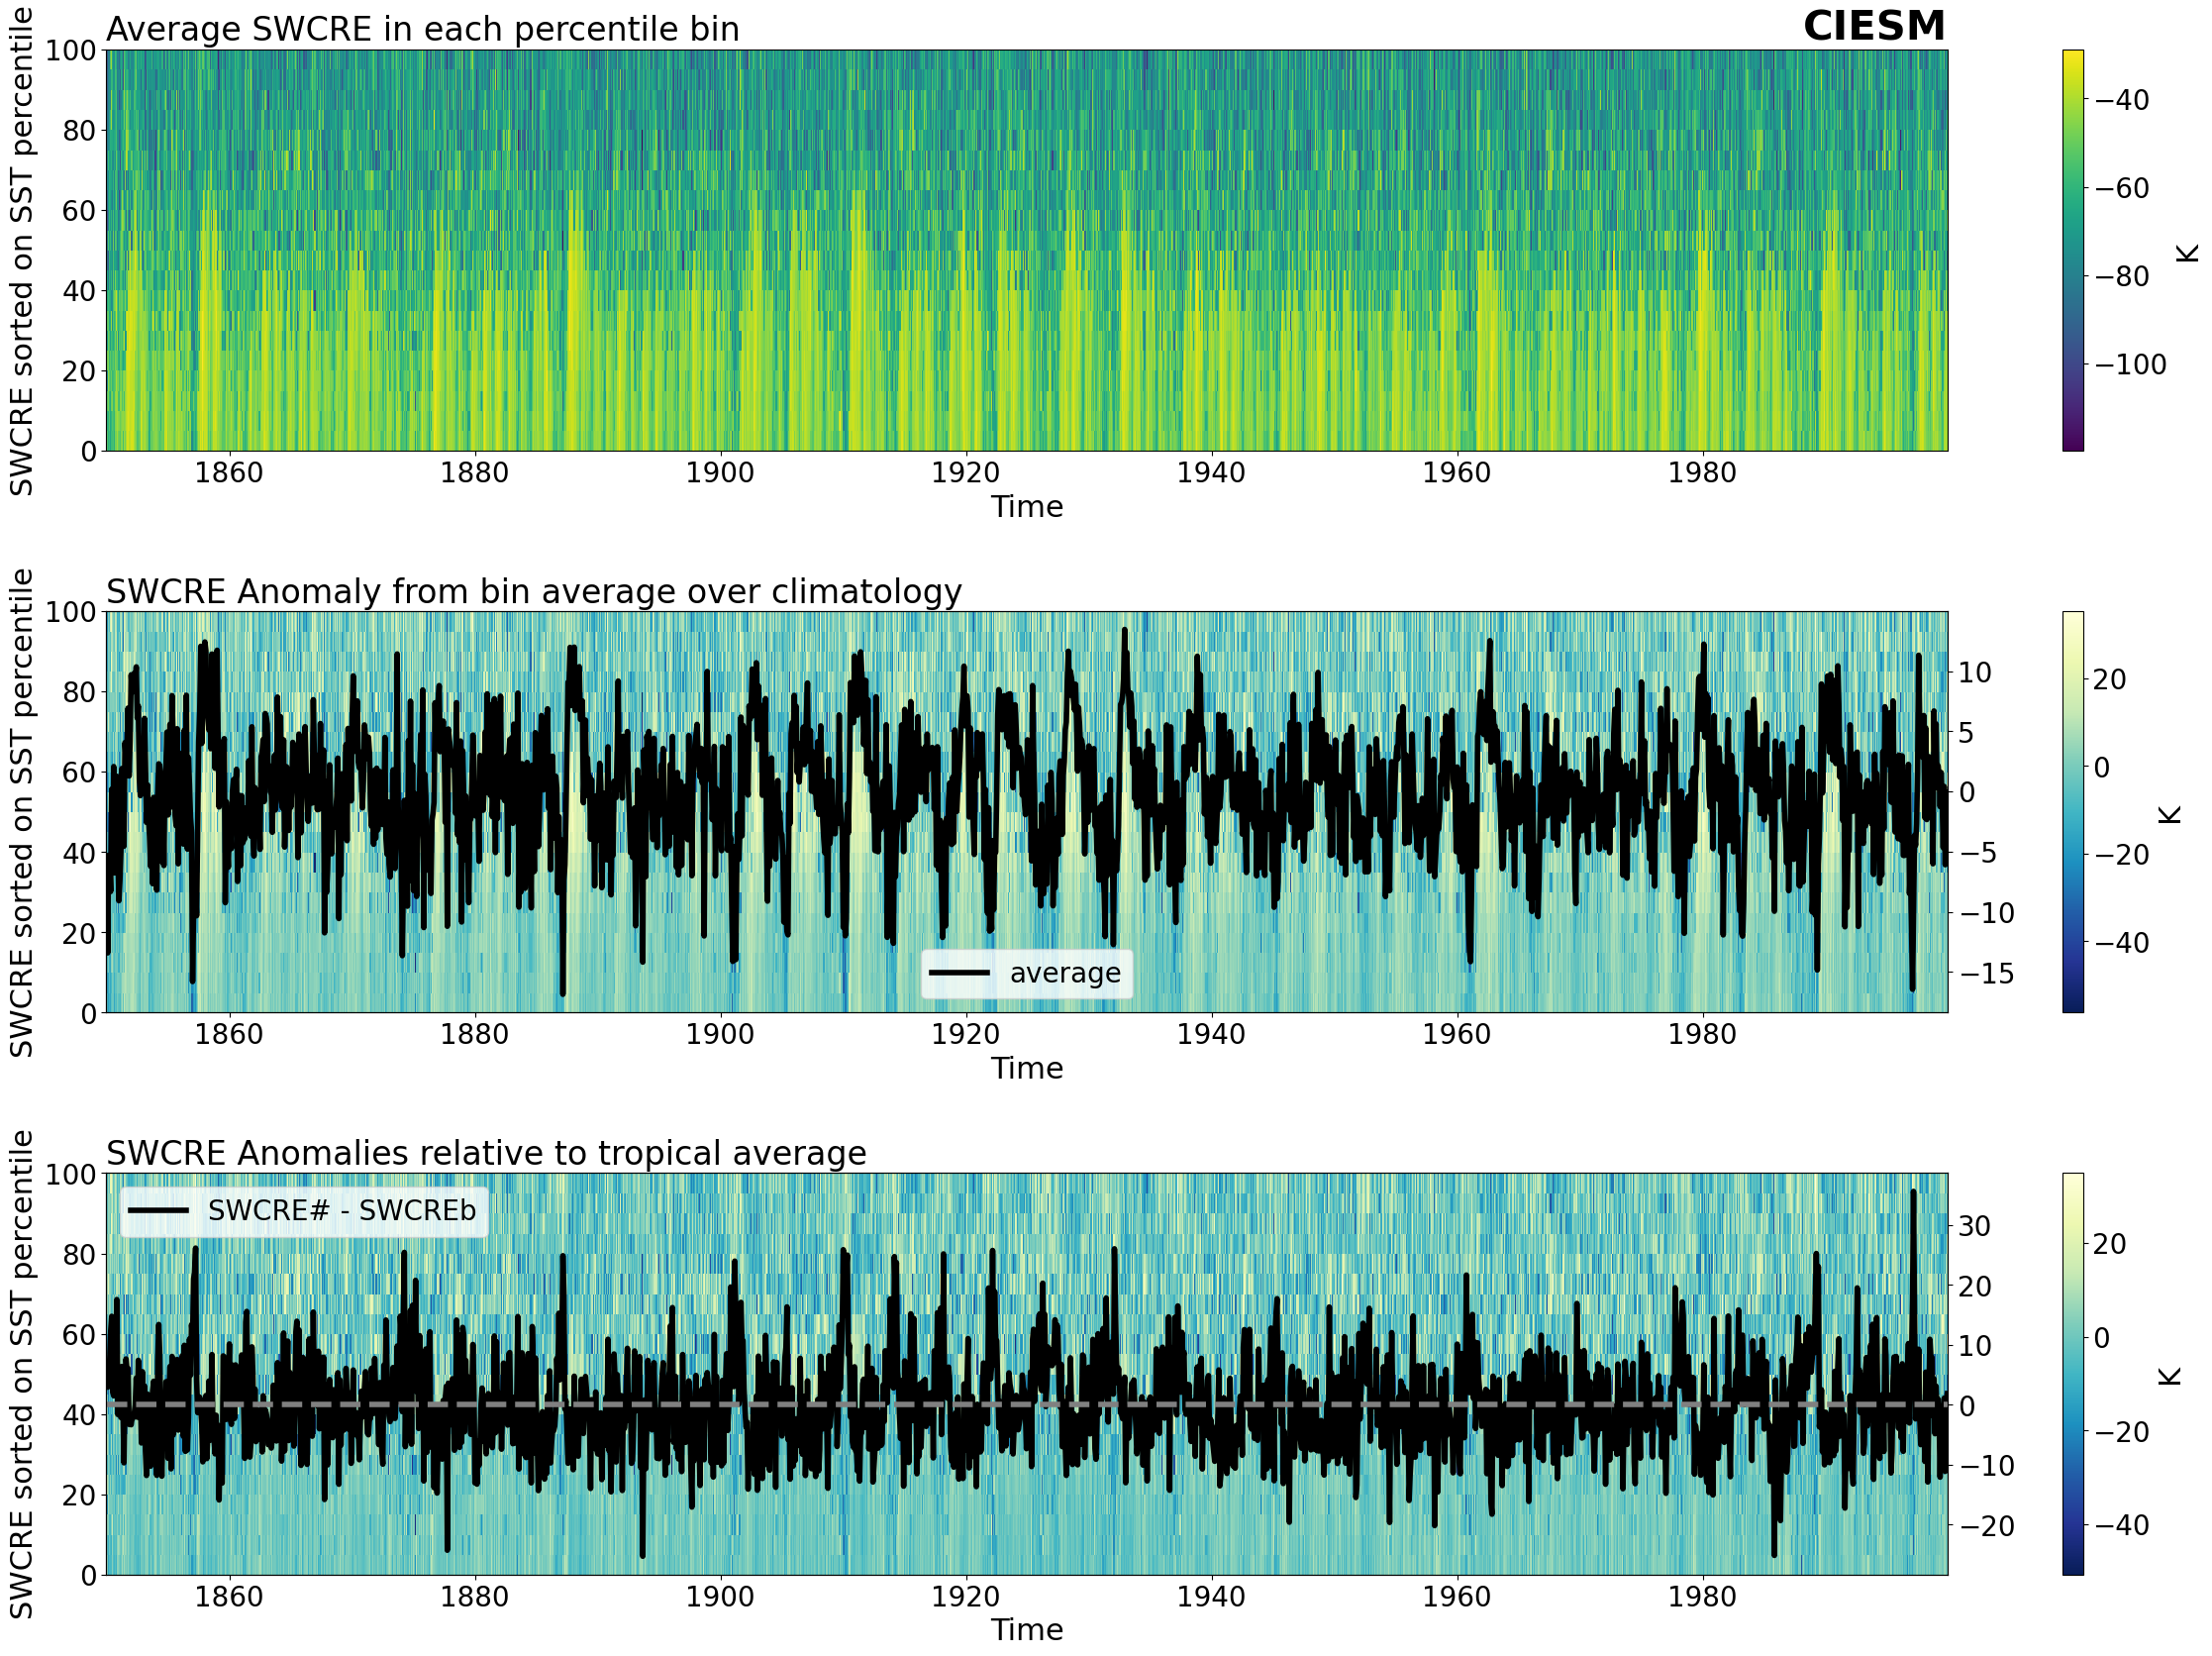 Average SWCRE in each percentile bin
CIESM
SWCRE sorted on SST percentile
100
80
60
40
20
0
1860 1880 1900 1920 1940 1960 1980
Time
−40
−60
−80
−100
K
SWCRE Anomaly from bin average over climatology
SWCRE sorted on SST percentile
100
80
60
40
20
0
average
1860 1880 1900 1920 1940 1960 1980
Time
10
5
0
−5
−10
−15
20
0
−20
−40
K
SWCRE Anomalies relative to tropical average
SWCRE sorted on SST percentile
100
80
60
40
20
0
SWCRE# - SWCREb
1860 1880 1900 1920 1940 1960 1980
Time
30
20
10
0
−10
−20
20
0
−20
−40
K